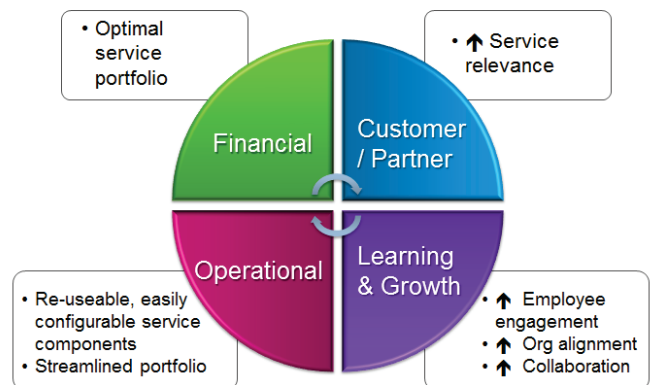 • Optimal
service
portfolio
• ↑ Service
relevance
Financial
Customer
/ Partner
Operational
Learning
& Growth
• Re-useable, easily
configurable service
components
• Streamlined portfolio
• ↑ Employee
engagement
• ↑ Org alignment
• ↑ Collaboration